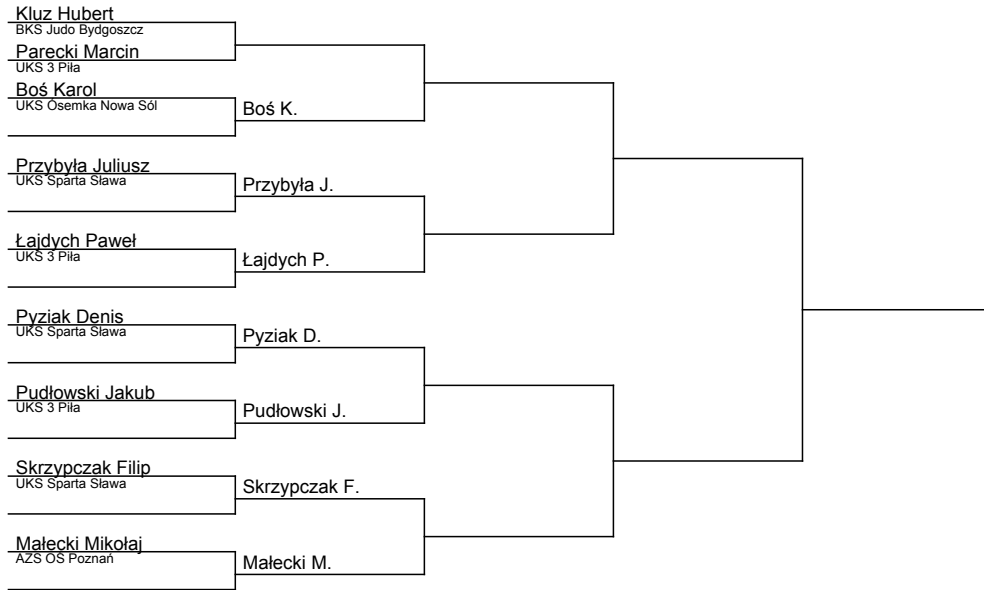 Kluz Hubert
BKS Judo Bydgoszcz
Parecki Marcin
UKS 3 Piła
Boś Karol
UKS Ósemka Nowa Sól
Boś K.
Przybyła Juliusz
UKS Sparta Sława
Przybyła J.
Łajdych Paweł
UKS 3 Piła
Łajdych P.
Pyziak Denis
UKS Sparta Sława
Pyziak D.
Pudłowski Jakub
UKS 3 Piła
Pudłowski J.
Skrzypczak Filip
UKS Sparta Sława
Skrzypczak F.
Małecki Mikołaj
AZS OŚ Poznań
Małecki M.